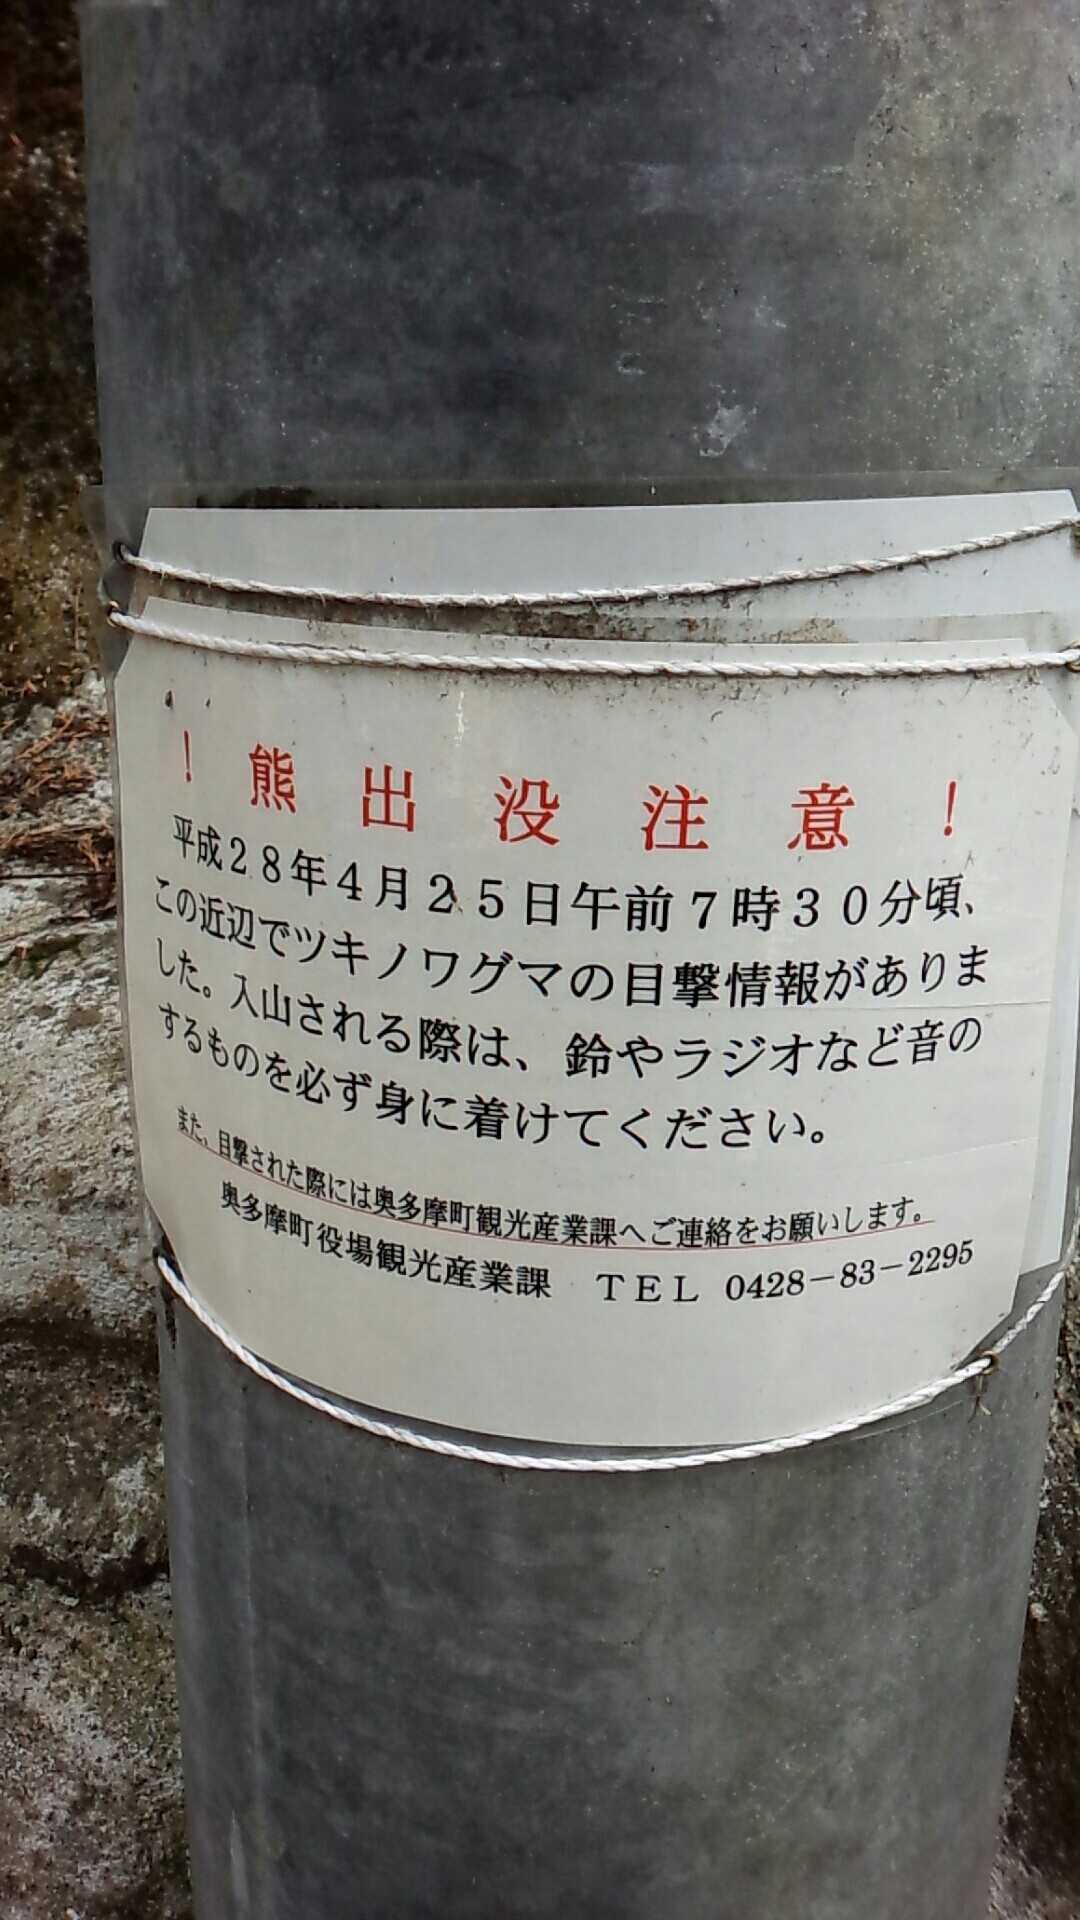 ！熊出没注意！
平成２８年４月２５日午前７時３０分頃、
この近辺でツキノワグマの目撃情報がありま
した。入山される際は、鈴やラジオなど音の
するものを必ず身に着けてください。
また、目撃された際には奥多摩町観光産業課へご連絡をお願いします。
奥多摩町役場観光産業課　ＴＥＬ　0428－83－2295